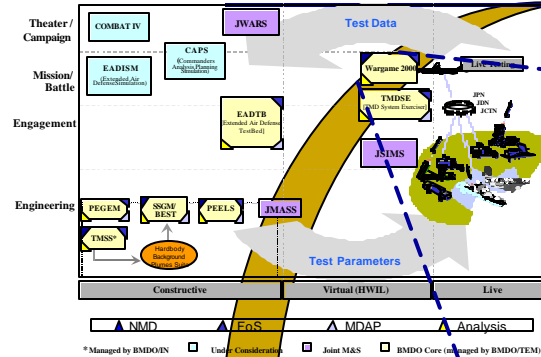 Theater /
Campaign
COMBAT IV
JWARS
Test Data
CAPS
(Commanders
Analysis,Planning
Simulation)
EADISM
(Extended Air
DefenseSimulation)
Mission/
Battle
Wargame 2000
Live Testing
TMDSE
(TMD System Exerciser)
JPN
JDN
JCTN
EADTB
(Extended Air Defense
TestBed)
Engagement
JSIMS
Engineering
PEGEM
SSGM/
BEST
PEELS
JMASS
TMSS*
Hardbody
Background
Plumes Suite
Test Parameters
Constructive
Virtual (HWIL)
Live
NMD
FoS
MDAP
Analysis
*Managed by BMDO/IN
Under Consideration
Joint M&S
BMDO Core (managed by BMDO/TEM)